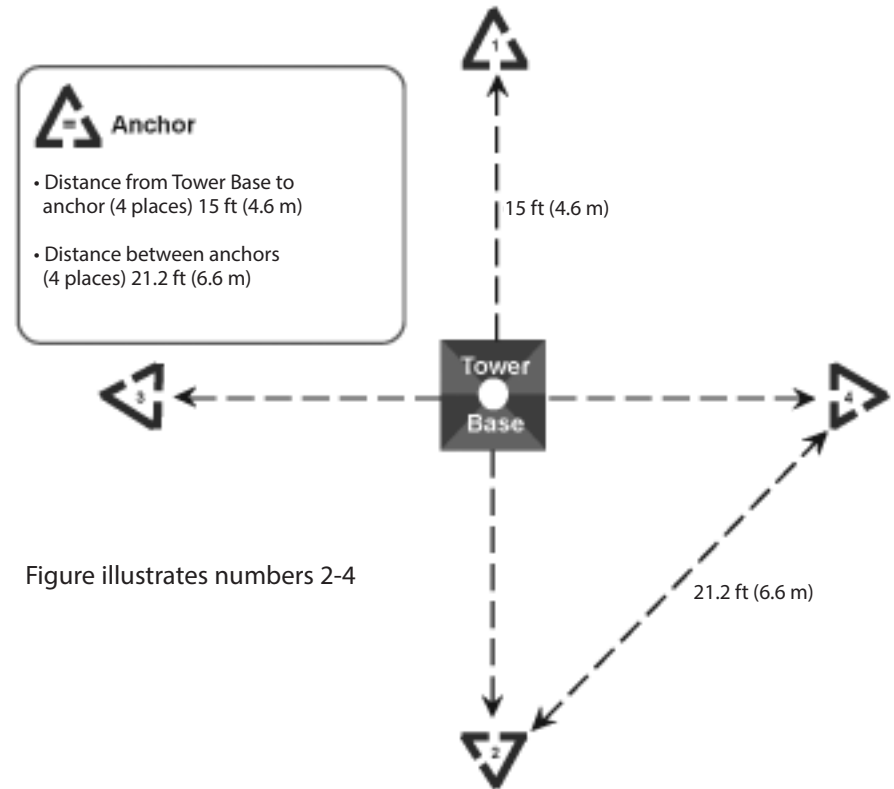 1
= Anchor
• Distance from Tower Base to
anchor (4 places) 15 ft (4.6 m)
• Distance between anchors
(4 places) 21.2 ft (6.6 m)
15 ft (4.6 m)
Tower
Base
3
4
Figure illustrates numbers 2-4
21.2 ft (6.6 m)
2